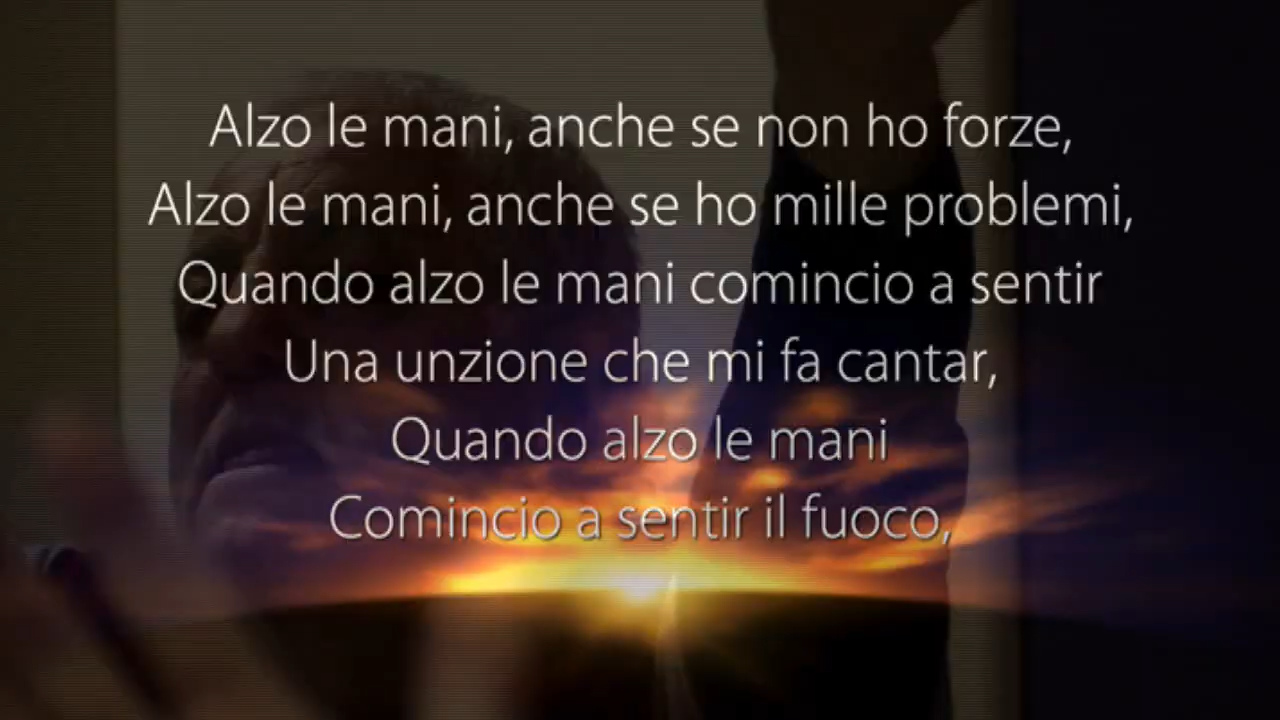 Alzo le mani, anche se non ho forze,
Alzo le mani, anche se ho mille problemi,
Quando alzo le mani comincio a sentir
Una unzione che mi fa cantar,
Quando alzo le mani
Comincio a sentir il fuoco,